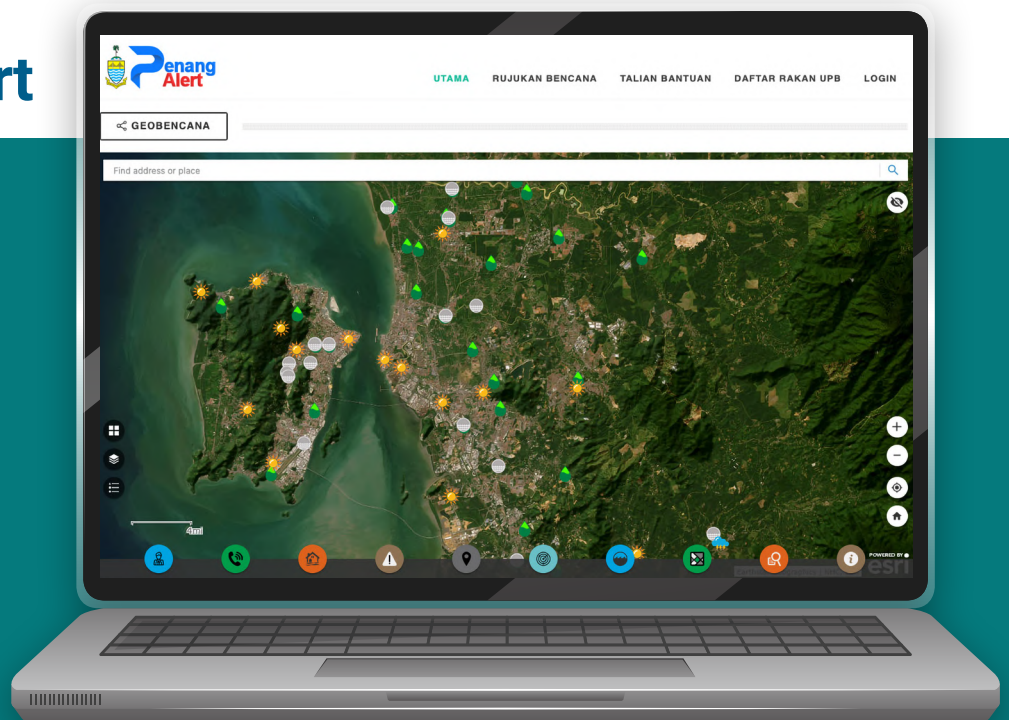 rt
Penang
Alert
UTAMA RUJUKAN BENCANA TALIAN BANTUAN DAFTAR RAKAN UPB LOGIN
GEOBENCANA
Find address or place
4mi
POWERED BY
esri